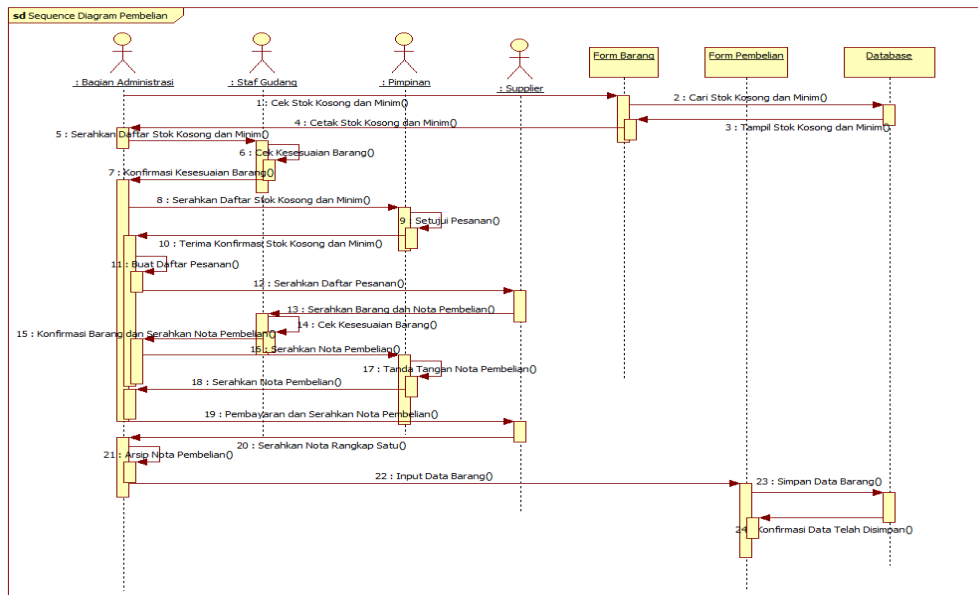 sd Sequence Diagram Pembelian
: Bagian Administrasi
: Staf Gudang
: Pimpinan
: Supplier
Form Barang
Form Pembelian
Database
1 : Cek Stok Kosong dan Minim()
2 : Cari Stok Kosong dan Minim()
3 : Tampil Stok Kosong dan Minim()
4 : Cetak Stok Kosong dan Minim()
5 : Serahkan Daftar Stok Kosong dan Minim()
6 : Cek Kesesuaian Barang()
7 : Konfirmasi Kesesuaian Barang()
8 : Serahkan Daftar Stok Kosong dan Minim()
9 : Setujui Pesanan()
10 : Terima Konfirmasi Stok Kosong dan Minim()
11 : Buat Daftar Pesanan()
12 : Serahkan Daftar Pesanan()
13 : Serahkan Barang dan Nota Pembelian()
14 : Cek Kesesuaian Barang()
15 : Konfirmasi Barang dan Serahkan Nota Pembelian()
16 : Serahkan Nota Pembelian()
17 : Tanda Tangan Nota Pembelian()
18 : Serahkan Nota Pembelian()
19 : Pembayaran dan Serahkan Nota Pembelian()
20 : Serahkan Nota Rangkap Satu()
21 : Arsip Nota Pembelian()
22 : Input Data Barang()
23 : Simpan Data Barang()
24 : Konfirmasi Data Telah Disimpan()